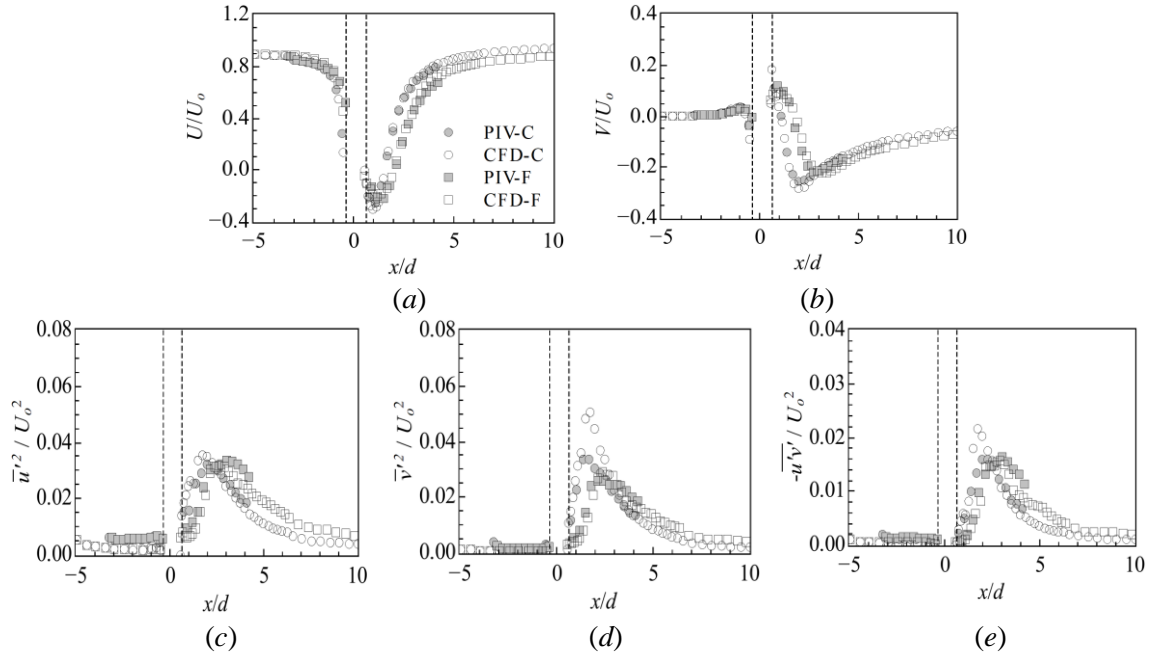 1.2
0.8
0.4
0.0
−0.4
U/Uₒ
−5 0 5 10
x/d
PIV-C
CFD-C
PIV-F
CFD-F
(a)
0.4
0.2
0.0
−0.2
−0.4
V/Uₒ
−5 0 5 10
x/d
(b)
0.08
0.06
0.04
0.02
0.00
u̅′² / Uₒ²
−5 0 5 10
x/d
(c)
0.08
0.06
0.04
0.02
0.00
v̅′² / Uₒ²
−5 0 5 10
x/d
(d)
0.04
0.03
0.02
0.01
0.00
-u̅'̅v̅'̅ / Uₒ²
−5 0 5 10
x/d
(e)